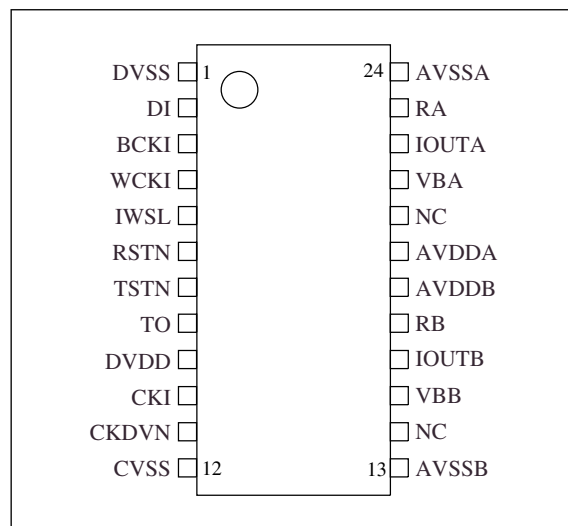 DVSS 1 24 AVSSA
DI RA
BCKI IOUTA
WCKI VBA
IWSL NC
RSTN AVDDA
TSTN AVDDB
TO RB
DVDD IOUTB
CKI VBB
CKDVN NC
CVSS 12 13 AVSSB